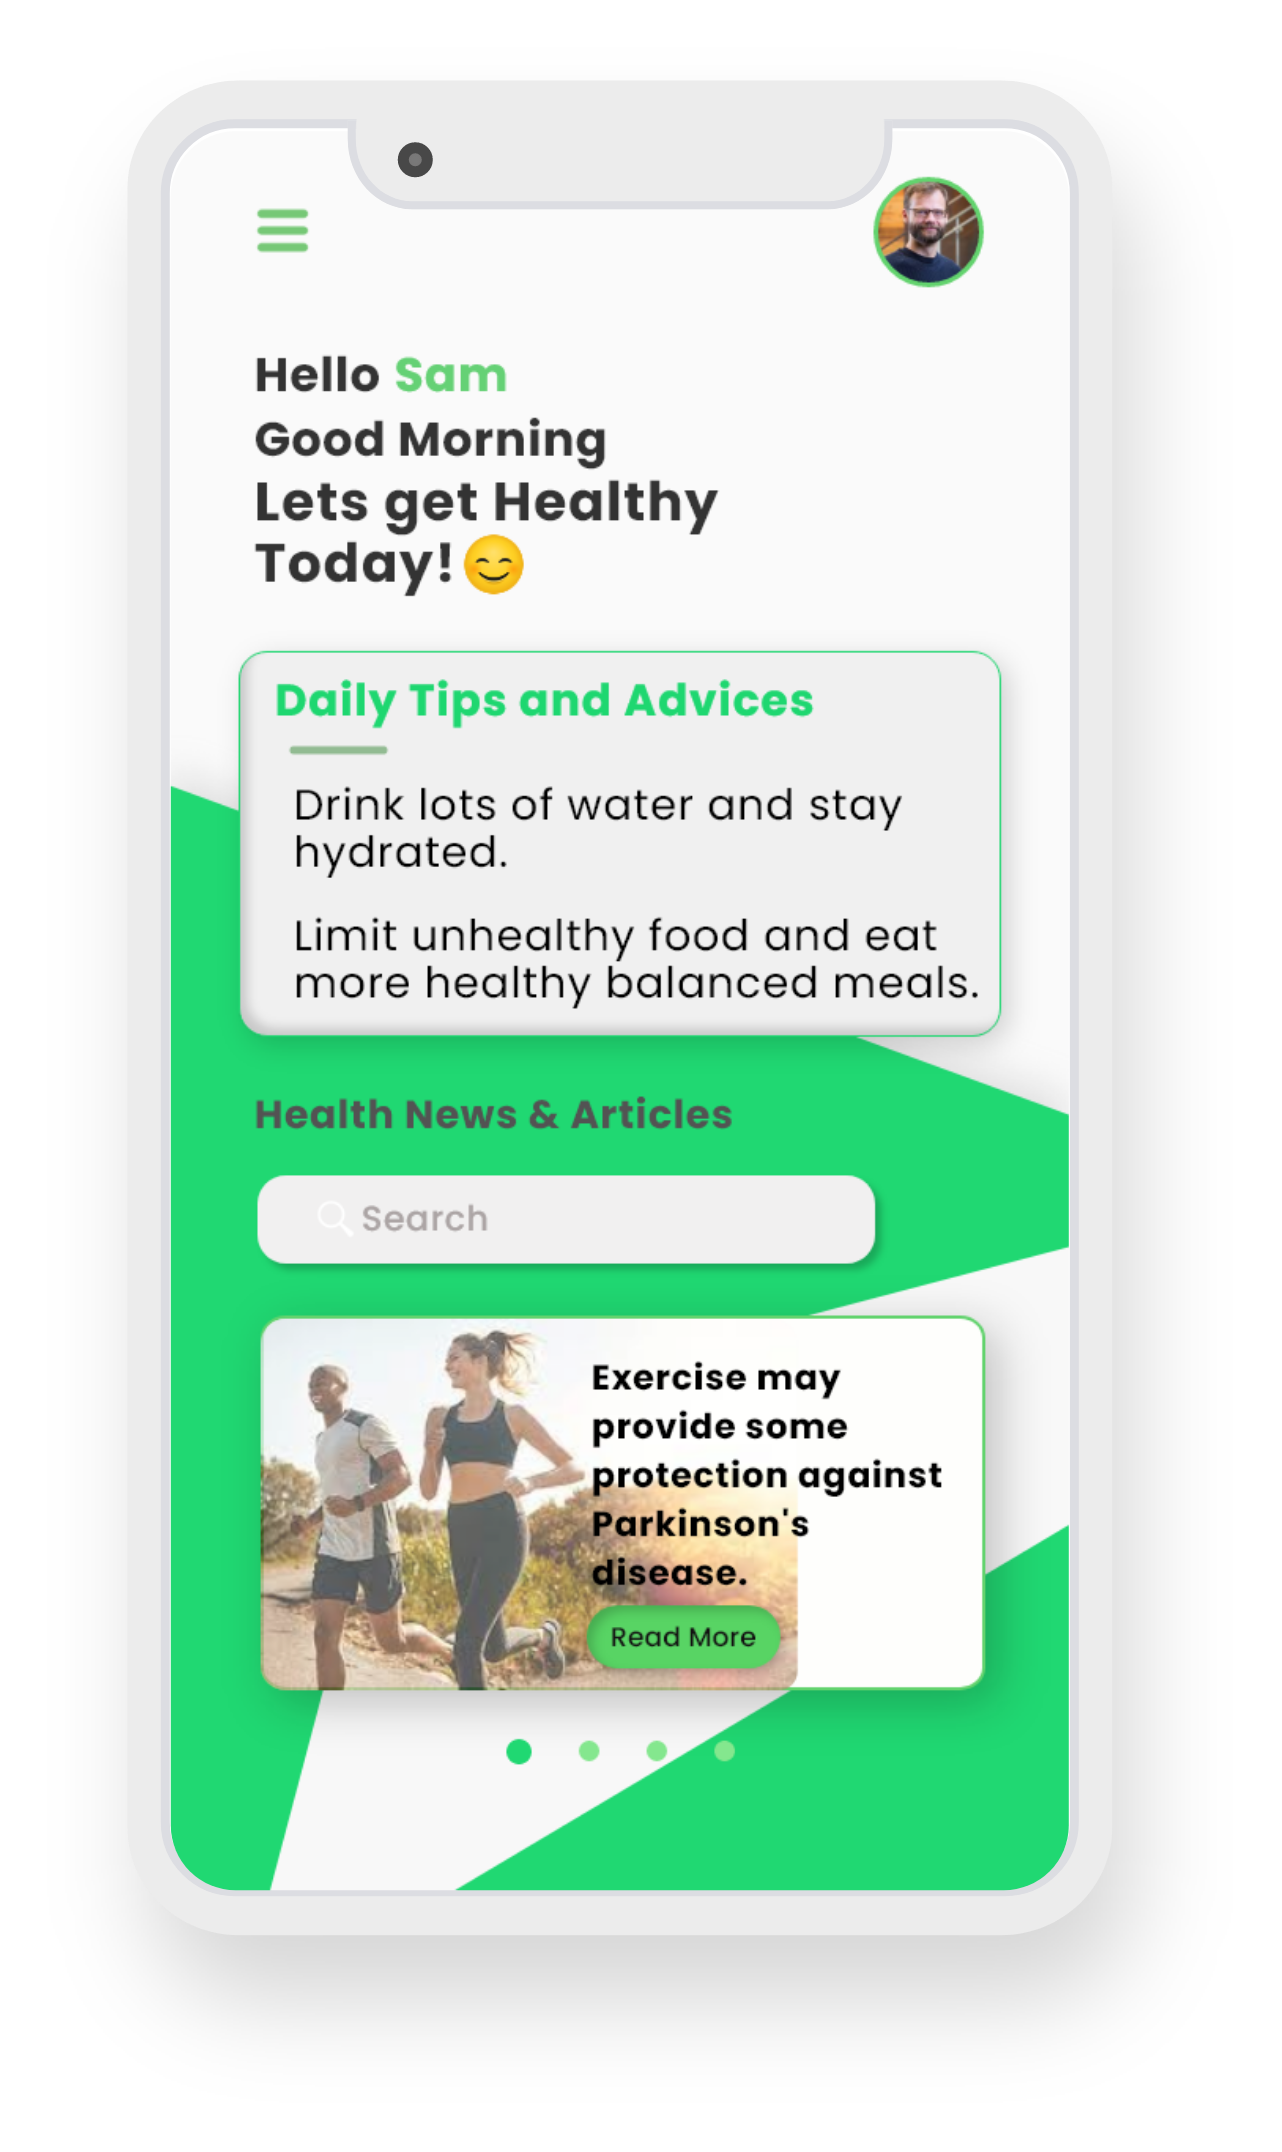 Hello Sam
Good Morning
Lets get Healthy
Today!😊
Daily Tips and Advices
Drink lots of water and stay
hydrated.
Limit unhealthy food and eat
more healthy balanced meals.
Health News & Articles
Search
Exercise may
provide some
protection against
Parkinson's
disease.
Read More